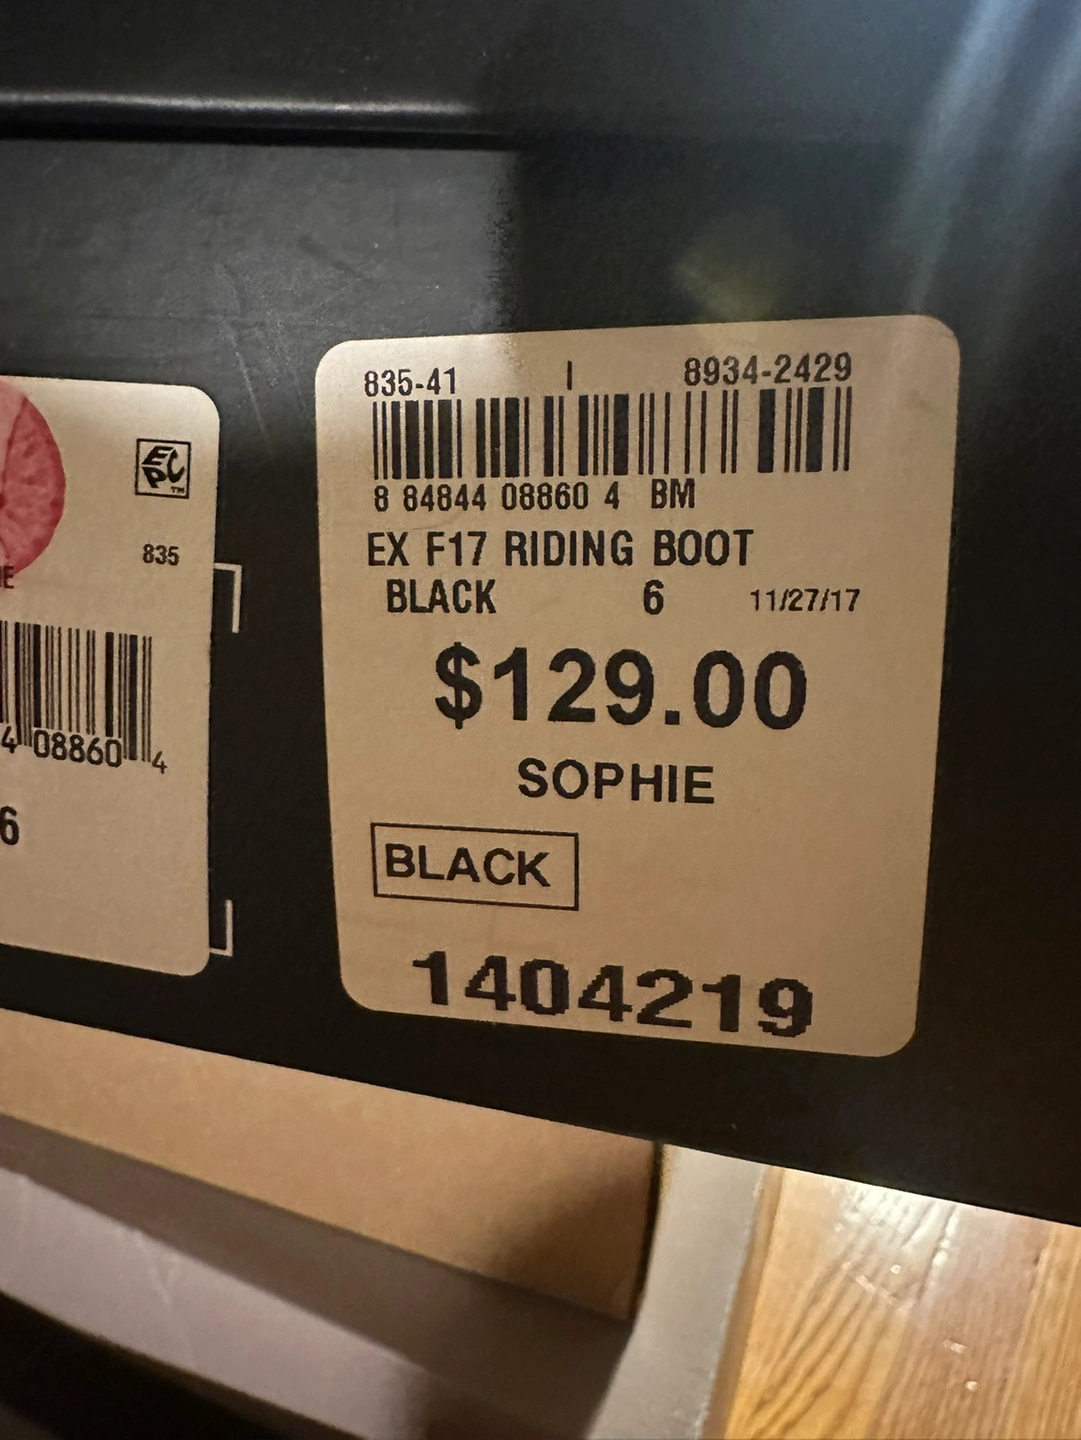 835-41 I 8934-2429
8 84844 08860 4 BM
EX F17 RIDING BOOT
BLACK 6 11/27/17
$129.00
SOPHIE
BLACK
1404219
EPC™
835
E
4 08860 4
6